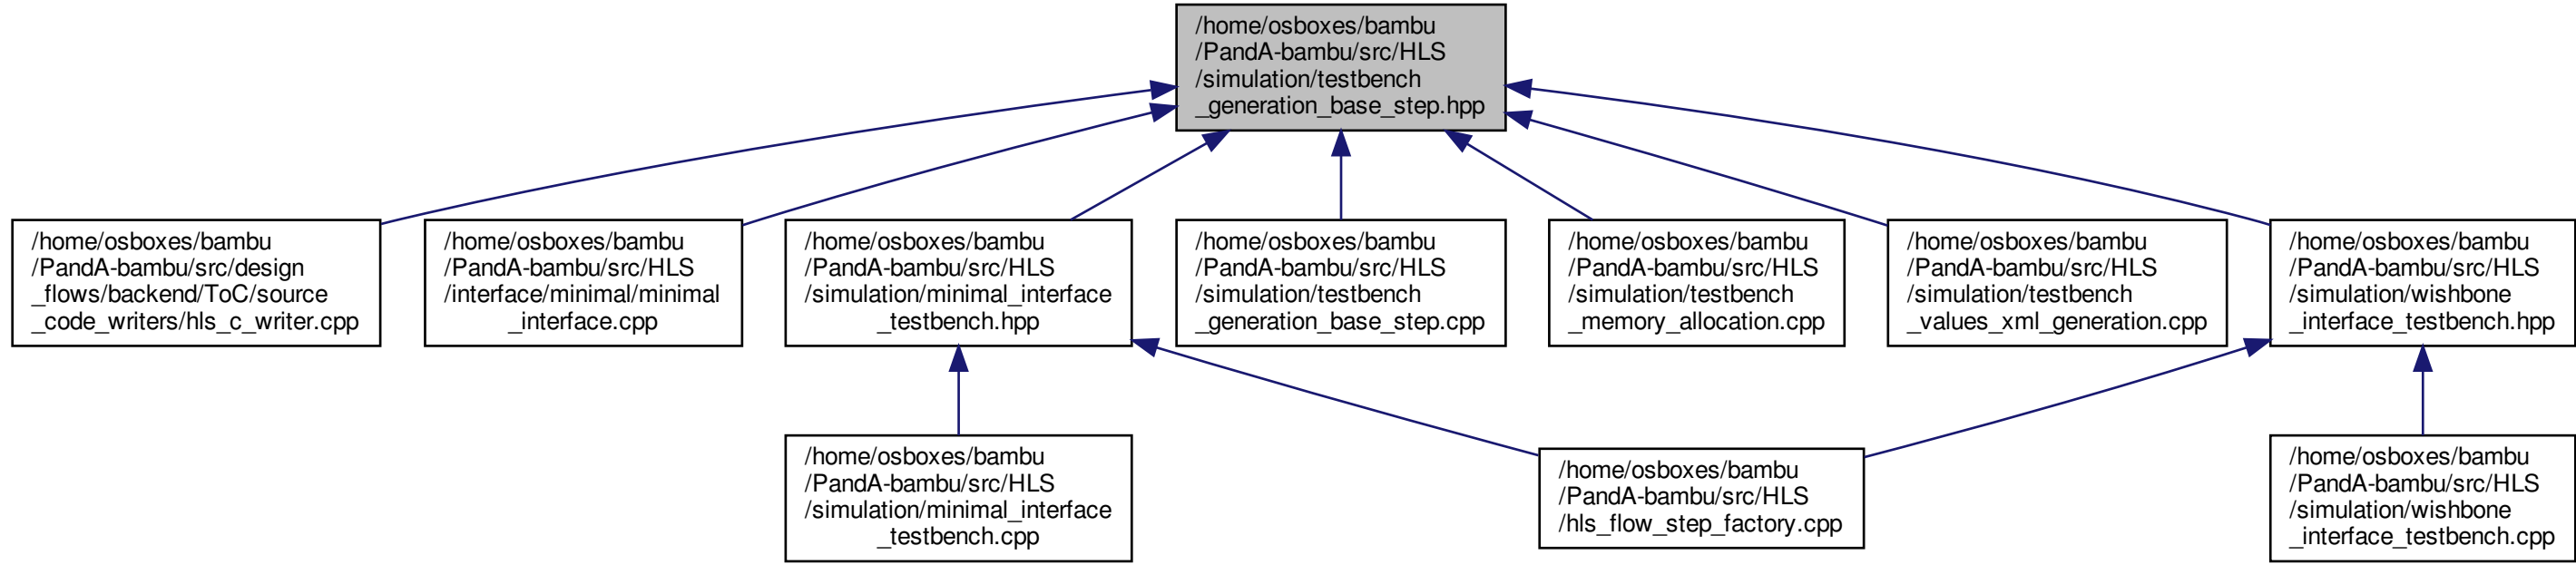 /home/osboxes/bambu
/PandA-bambu/src/HLS
/simulation/testbench
_generation_base_step.hpp
/home/osboxes/bambu
/PandA-bambu/src/design
_flows/backend/ToC/source
_code_writers/hls_c_writer.cpp
/home/osboxes/bambu
/PandA-bambu/src/HLS
/interface/minimal/minimal
_interface.cpp
/home/osboxes/bambu
/PandA-bambu/src/HLS
/simulation/minimal_interface
_testbench.hpp
/home/osboxes/bambu
/PandA-bambu/src/HLS
/simulation/testbench
_generation_base_step.cpp
/home/osboxes/bambu
/PandA-bambu/src/HLS
/simulation/testbench
_memory_allocation.cpp
/home/osboxes/bambu
/PandA-bambu/src/HLS
/simulation/testbench
_values_xml_generation.cpp
/home/osboxes/bambu
/PandA-bambu/src/HLS
/simulation/wishbone
_interface_testbench.hpp
/home/osboxes/bambu
/PandA-bambu/src/HLS
/simulation/minimal_interface
_testbench.cpp
/home/osboxes/bambu
/PandA-bambu/src/HLS
/hls_flow_step_factory.cpp
/home/osboxes/bambu
/PandA-bambu/src/HLS
/simulation/wishbone
_interface_testbench.cpp